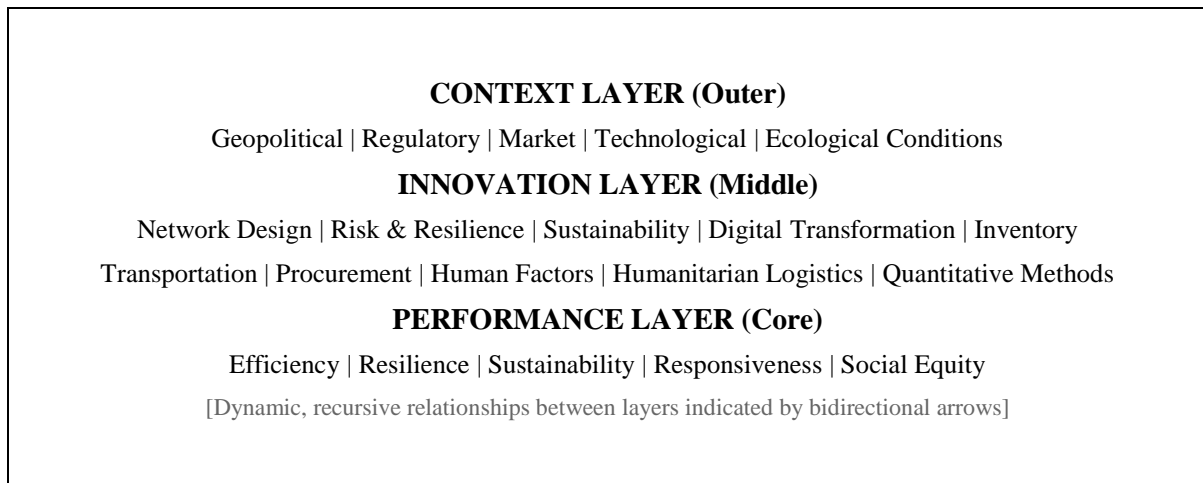 CONTEXT LAYER (Outer)
Geopolitical | Regulatory | Market | Technological | Ecological Conditions
INNOVATION LAYER (Middle)
Network Design | Risk & Resilience | Sustainability | Digital Transformation | Inventory
Transportation | Procurement | Human Factors | Humanitarian Logistics | Quantitative Methods
PERFORMANCE LAYER (Core)
Efficiency | Resilience | Sustainability | Responsiveness | Social Equity
[Dynamic, recursive relationships between layers indicated by bidirectional arrows]